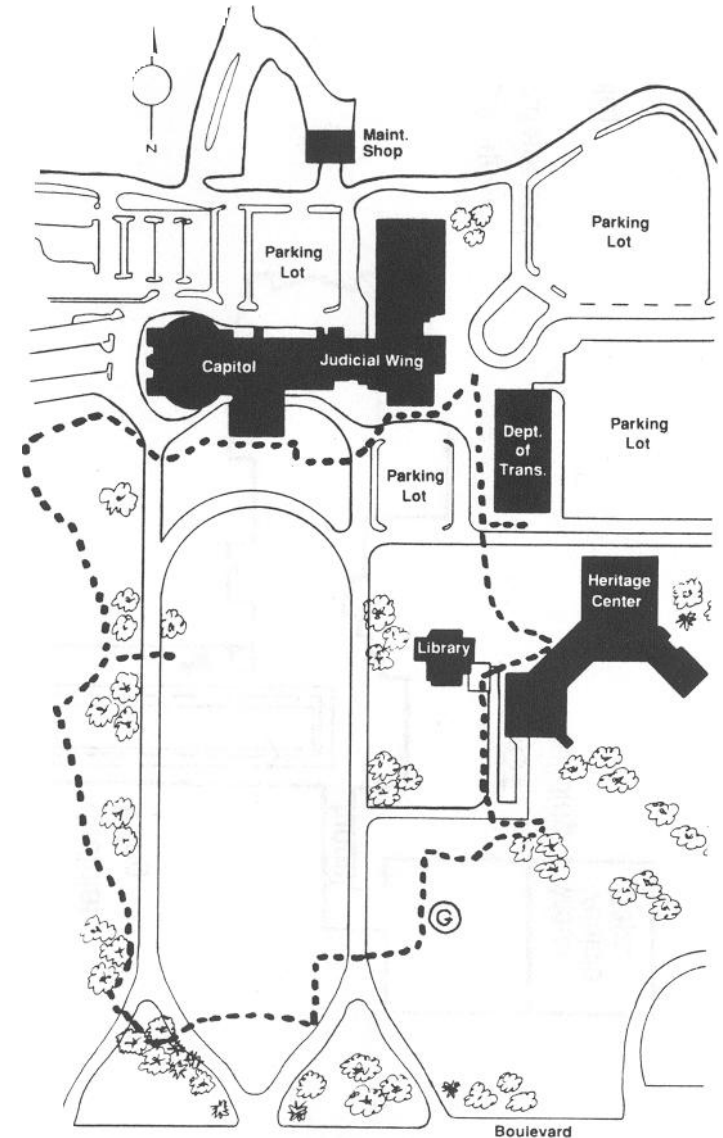 Maint.
Shop
Parking
Lot
Parking
Lot
Capitol
Judicial Wing
Dept.
of
Trans.
Parking
Lot
Parking
Lot
Heritage
Center
Library
G
Boulevard
N